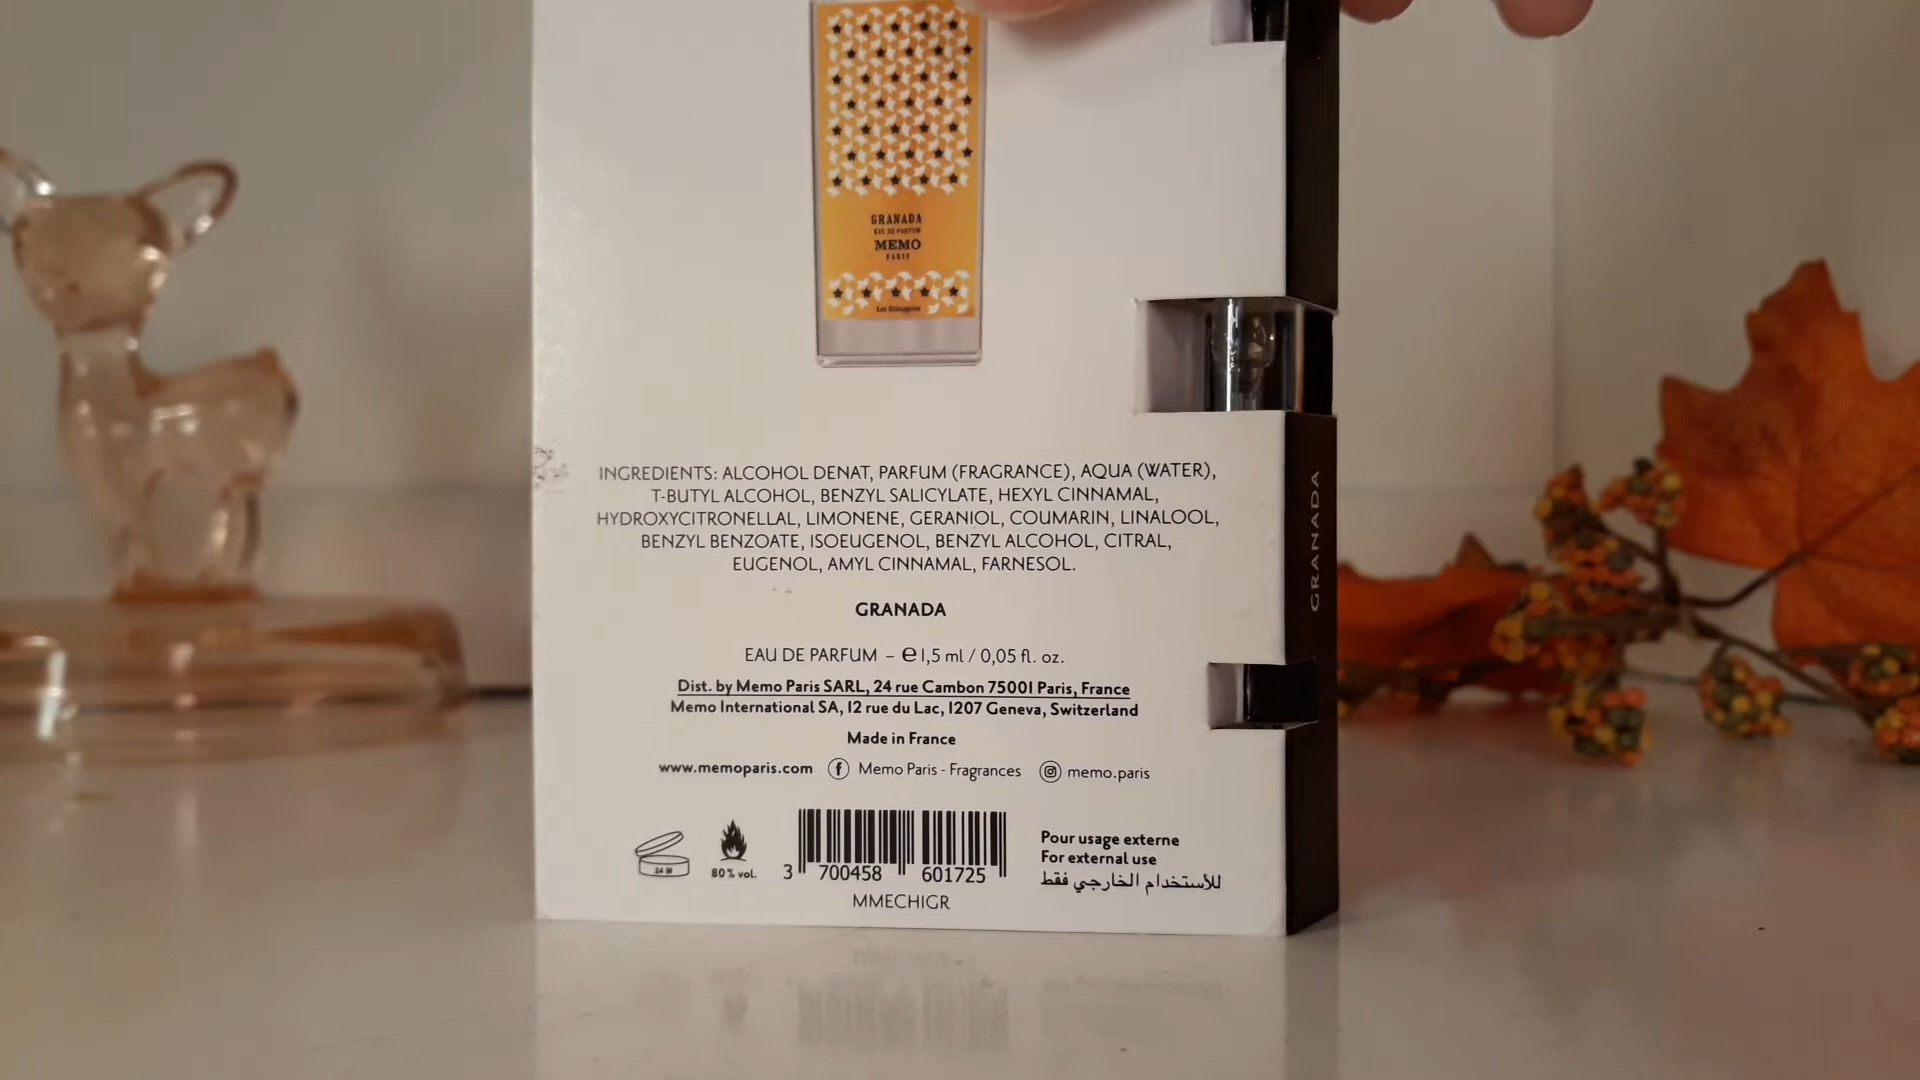 GRANADA
EAU DE PARFUM
MEMO
PARIS
Les Echappées
INGREDIENTS: ALCOHOL DENAT, PARFUM (FRAGRANCE), AQUA (WATER),
T-BUTYL ALCOHOL, BENZYL SALICYLATE, HEXYL CINNAMAL,
HYDROXYCITRONELLAL, LIMONENE, GERANIOL, COUMARIN, LINALOOL,
BENZYL BENZOATE, ISOEUGENOL, BENZYL ALCOHOL, CITRAL,
EUGENOL, AMYL CINNAMAL, FARNESOL.
GRANADA
EAU DE PARFUM – e 1,5 ml / 0,05 fl. oz.
Dist. by Memo Paris SARL, 24 rue Cambon 75001 Paris, France
Memo International SA, 12 rue du Lac, 1207 Geneva, Switzerland
Made in France
www.memoparis.com f Memo Paris - Fragrances memo.paris
24 M
80% vol.
3 700458 601725
MMECHIGR
Pour usage externe
For external use
للأستخدام الخارجي فقط
GRANADA